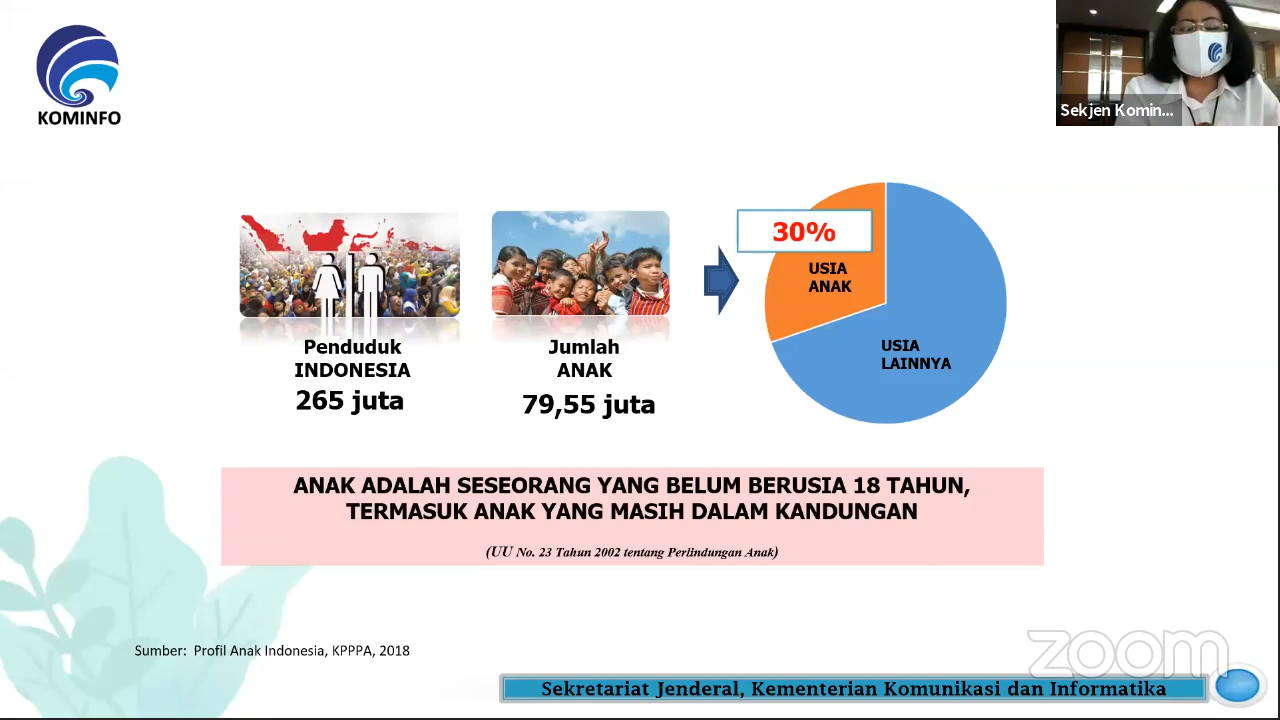 KOMINFO
Sekjen Komin...
30%
USIA
ANAK
USIA
LAINNYA
Penduduk
INDONESIA
265 juta
Jumlah
ANAK
79,55 juta
ANAK ADALAH SESEORANG YANG BELUM BERUSIA 18 TAHUN,
TERMASUK ANAK YANG MASIH DALAM KANDUNGAN
(UU No. 23 Tahun 2002 tentang Perlindungan Anak)
Sumber: Profil Anak Indonesia, KPPPA, 2018
zoom
Sekretariat Jenderal, Kementerian Komunikasi dan Informatika